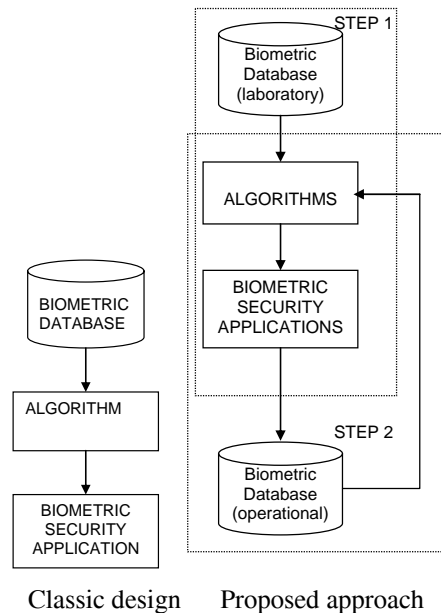 STEP 1
Biometric
Database
(laboratory)
ALGORITHMS
BIOMETRIC
SECURITY
APPLICATIONS
STEP 2
Biometric
Database
(operational)
BIOMETRIC
DATABASE
ALGORITHM
BIOMETRIC
SECURITY
APPLICATION
Classic design
Proposed approach